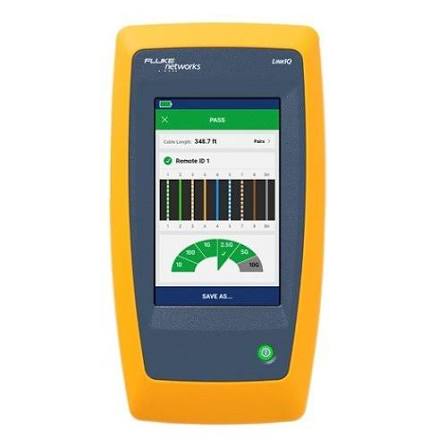 FLUKE
networks
LinkIQ
PASS
Cable Length: 348.7 ft
Pairs >
Remote ID 1
1 2 3 4 5 6 7 8 SH
1 2 3 4 5 6 7 8 SH
10 100 1G 2.5G 5G 10G
SAVE AS...